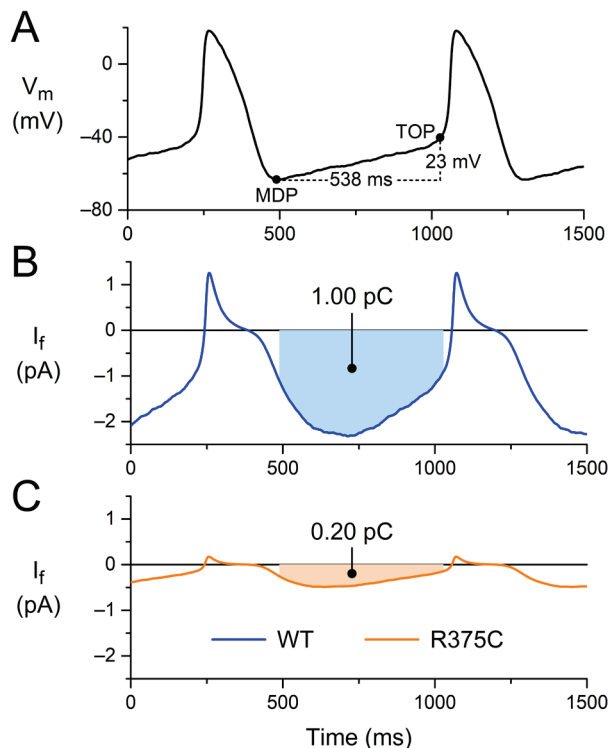 A
V_m
(mV)
0
−40
−80
TOP
23 mV
538 ms
MDP
0
500
1000
1500
B
I_f
(pA)
1
0
−1
−2
1.00 pC
0
500
1000
1500
C
I_f
(pA)
1
0
−1
−2
0.20 pC
WT
R375C
0
500
1000
1500
Time (ms)